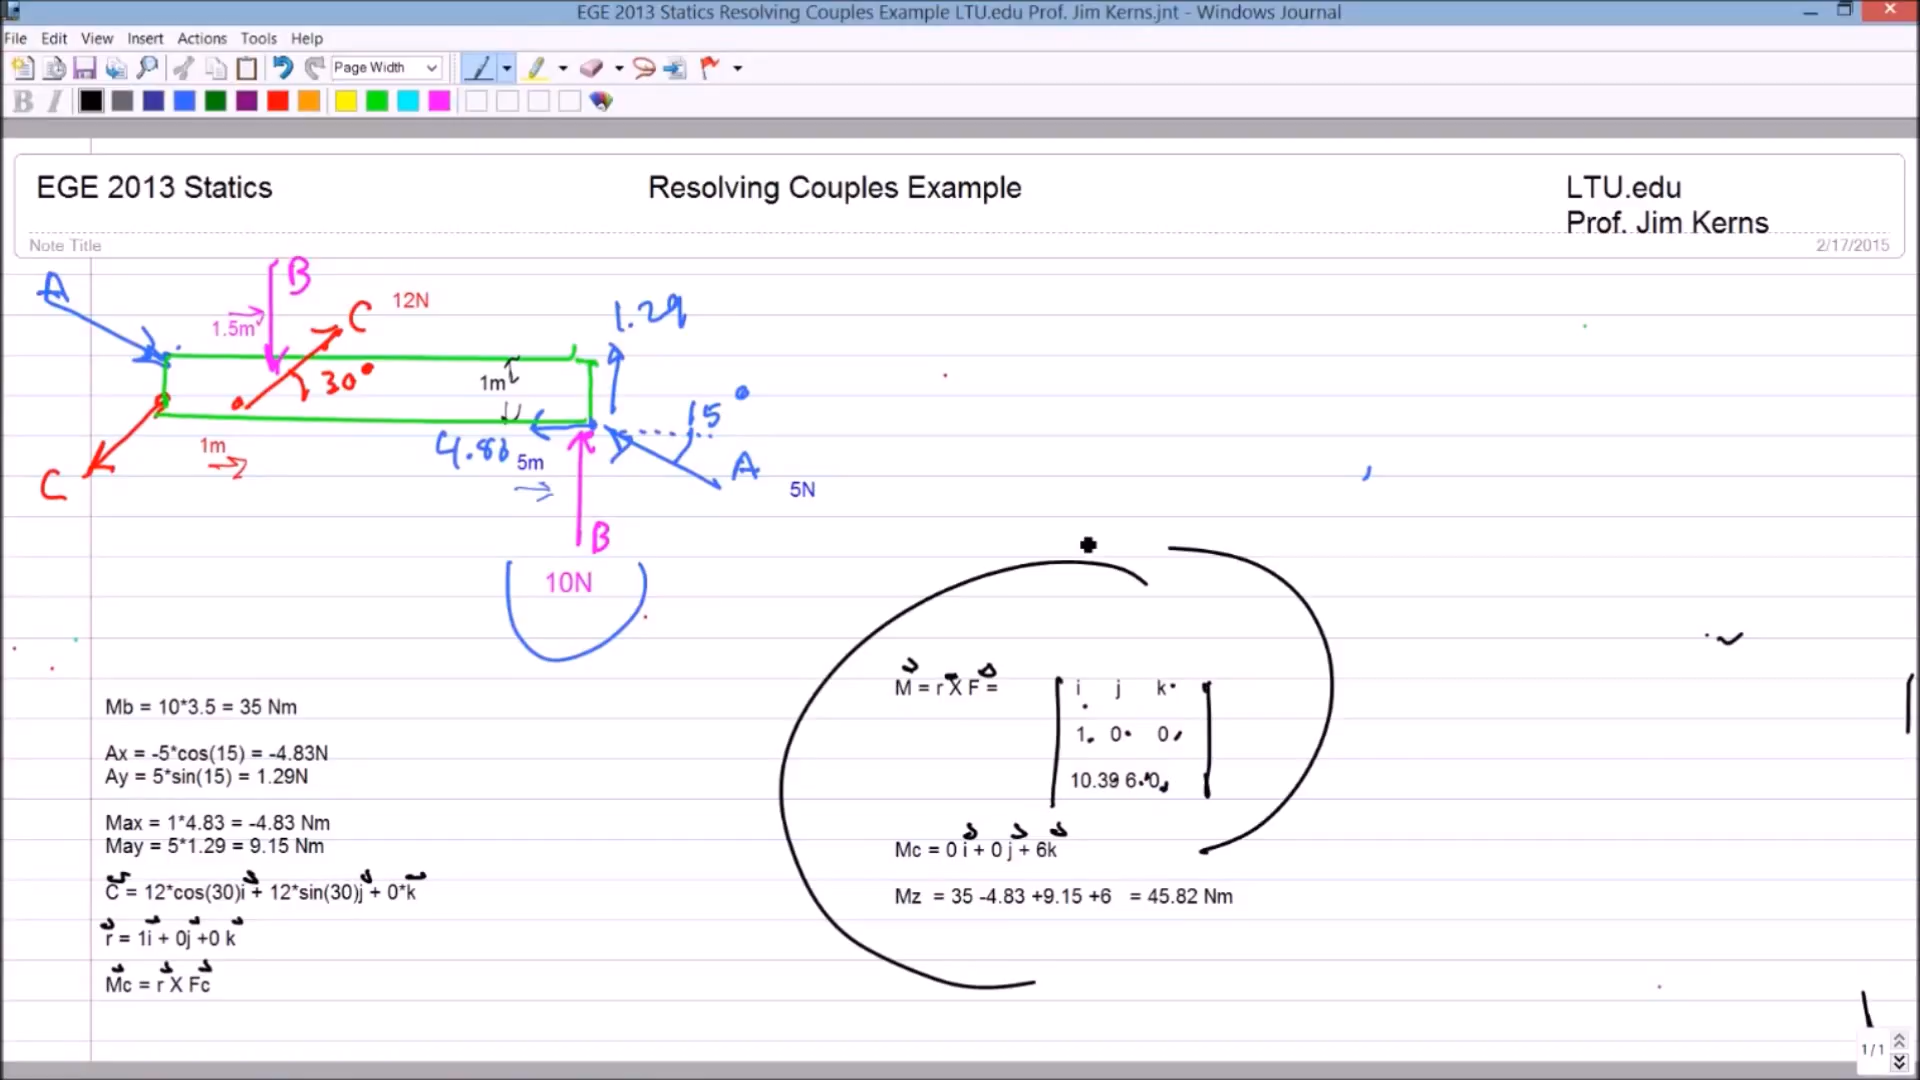 EGE 2013 Statics Resolving Couples Example LTU.edu Prof. Jim Kerns.jnt - Windows Journal
File Edit View Insert Actions Tools Help
Page Width
B I
EGE 2013 Statics Resolving Couples Example LTU.edu
Prof. Jim Kerns
Note Title 2/17/2015
A B
C 12N 1.29
1.5m
30° 1m
15°
1m 4.83 5m A
C 5N
B
10N
M = r X F = i j k
Mb = 10*3.5 = 35 Nm
1 0 0
Ax = -5*cos(15) = -4.83N
Ay = 5*sin(15) = 1.29N 10.39 6 0
Max = 1*4.83 = -4.83 Nm
May = 5*1.29 = 9.15 Nm Mc = 0 i + 0 j + 6k
C = 12*cos(30)i + 12*sin(30)j + 0*k Mz = 35 -4.83 +9.15 +6 = 45.82 Nm
r = 1i + 0j +0 k
Mc = r X Fc
1/1